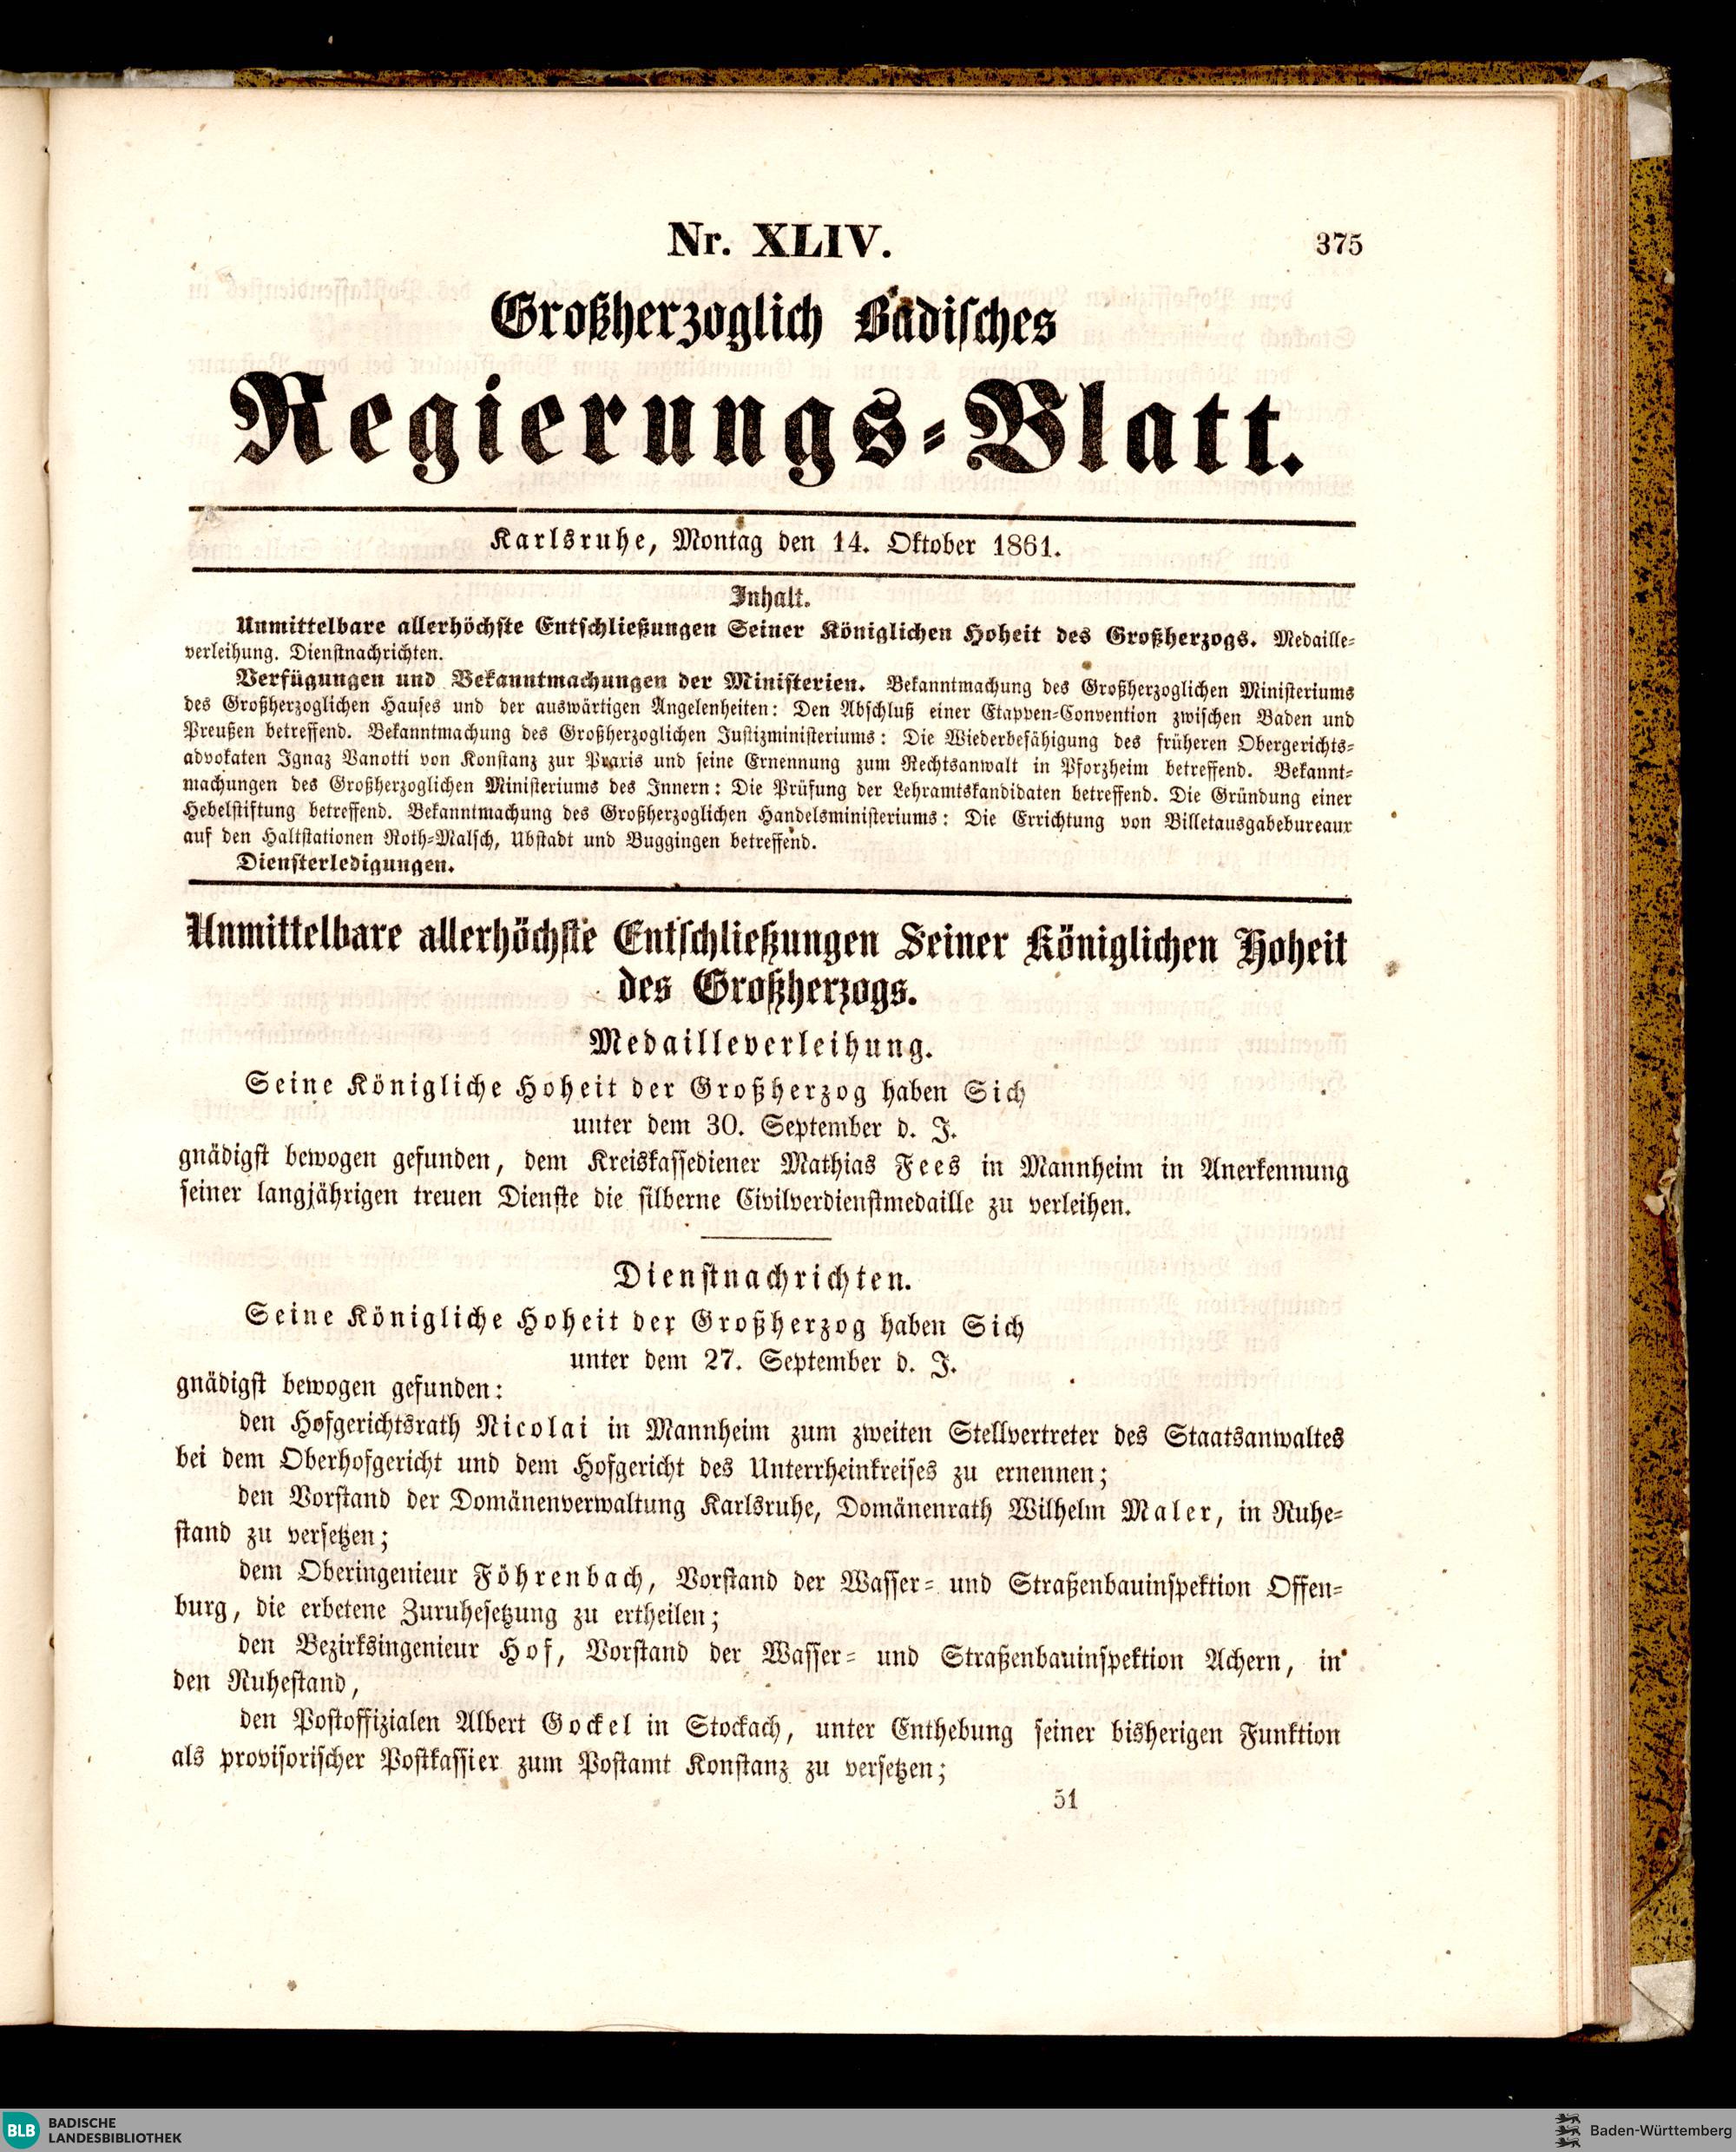 Nr. XLIV.
375
Großherzoglich Badisches
Regierungs-Blatt.
Karlsruhe, Montag den 14. Oktober 1861.
Inhalt.
Unmittelbare allerhöchste Entschließungen Seiner Königlichen Hoheit des Großherzogs. Medaille-
verleihung. Dienstnachrichten.
Verfügungen und Bekanntmachungen der Ministerien. Bekanntmachung des Großherzoglichen Ministeriums
des Großherzoglichen Hauses und der auswärtigen Angelenheiten: Den Abschluß einer Etappen-Convention zwischen Baden und
Preußen betreffend. Bekanntmachung des Großherzoglichen Justizministeriums: Die Wiederbefähigung des früheren Obergerichts-
advokaten Ignaz Vanotti von Konstanz zur Praxis und seine Ernennung zum Rechtsanwalt in Pforzheim betreffend. Bekannt-
machungen des Großherzoglichen Ministeriums des Innern: Die Prüfung der Lehramtskandidaten betreffend. Die Gründung einer
Hebelstiftung betreffend. Bekanntmachung des Großherzoglichen Handelsministeriums: Die Errichtung von Billetausgabebureaux
auf den Haltstationen Roth-Malsch, Ubstadt und Buggingen betreffend.
Diensterledigungen.
Unmittelbare allerhöchste Entschließungen Seiner Königlichen Hoheit
des Großherzogs.
Medailleverleihung.
Seine Königliche Hoheit der Großherzog haben Sich
unter dem 30. September d. J.
gnädigst bewogen gefunden, dem Kreiskassediener Mathias Fees in Mannheim in Anerkennung
seiner langjährigen treuen Dienste die silberne Civilverdienstmedaille zu verleihen.
Dienstnachrichten.
Seine Königliche Hoheit der Großherzog haben Sich
unter dem 27. September d. J.
gnädigst bewogen gefunden:
den Hofgerichtsrath Nicolai in Mannheim zum zweiten Stellvertreter des Staatsanwaltes
bei dem Oberhofgericht und dem Hofgericht des Unterrheinkreises zu ernennen;
den Vorstand der Domänenverwaltung Karlsruhe, Domänenrath Wilhelm Maler, in Ruhe-
stand zu versetzen;
dem Oberingenieur Föhrenbach, Vorstand der Wasser- und Straßenbauinspektion Offen-
burg, die erbetene Zuruhesetzung zu ertheilen;
den Bezirksingenieur Hof, Vorstand der Wasser- und Straßenbauinspektion Achern, in
den Ruhestand,
den Postoffizialen Albert Gockel in Stockach, unter Enthebung seiner bisherigen Funktion
als provisorischer Postkassier zum Postamt Konstanz zu versetzen;
51
BLB BADISCHE
LANDESBIBLIOTHEK
Baden-Württemberg